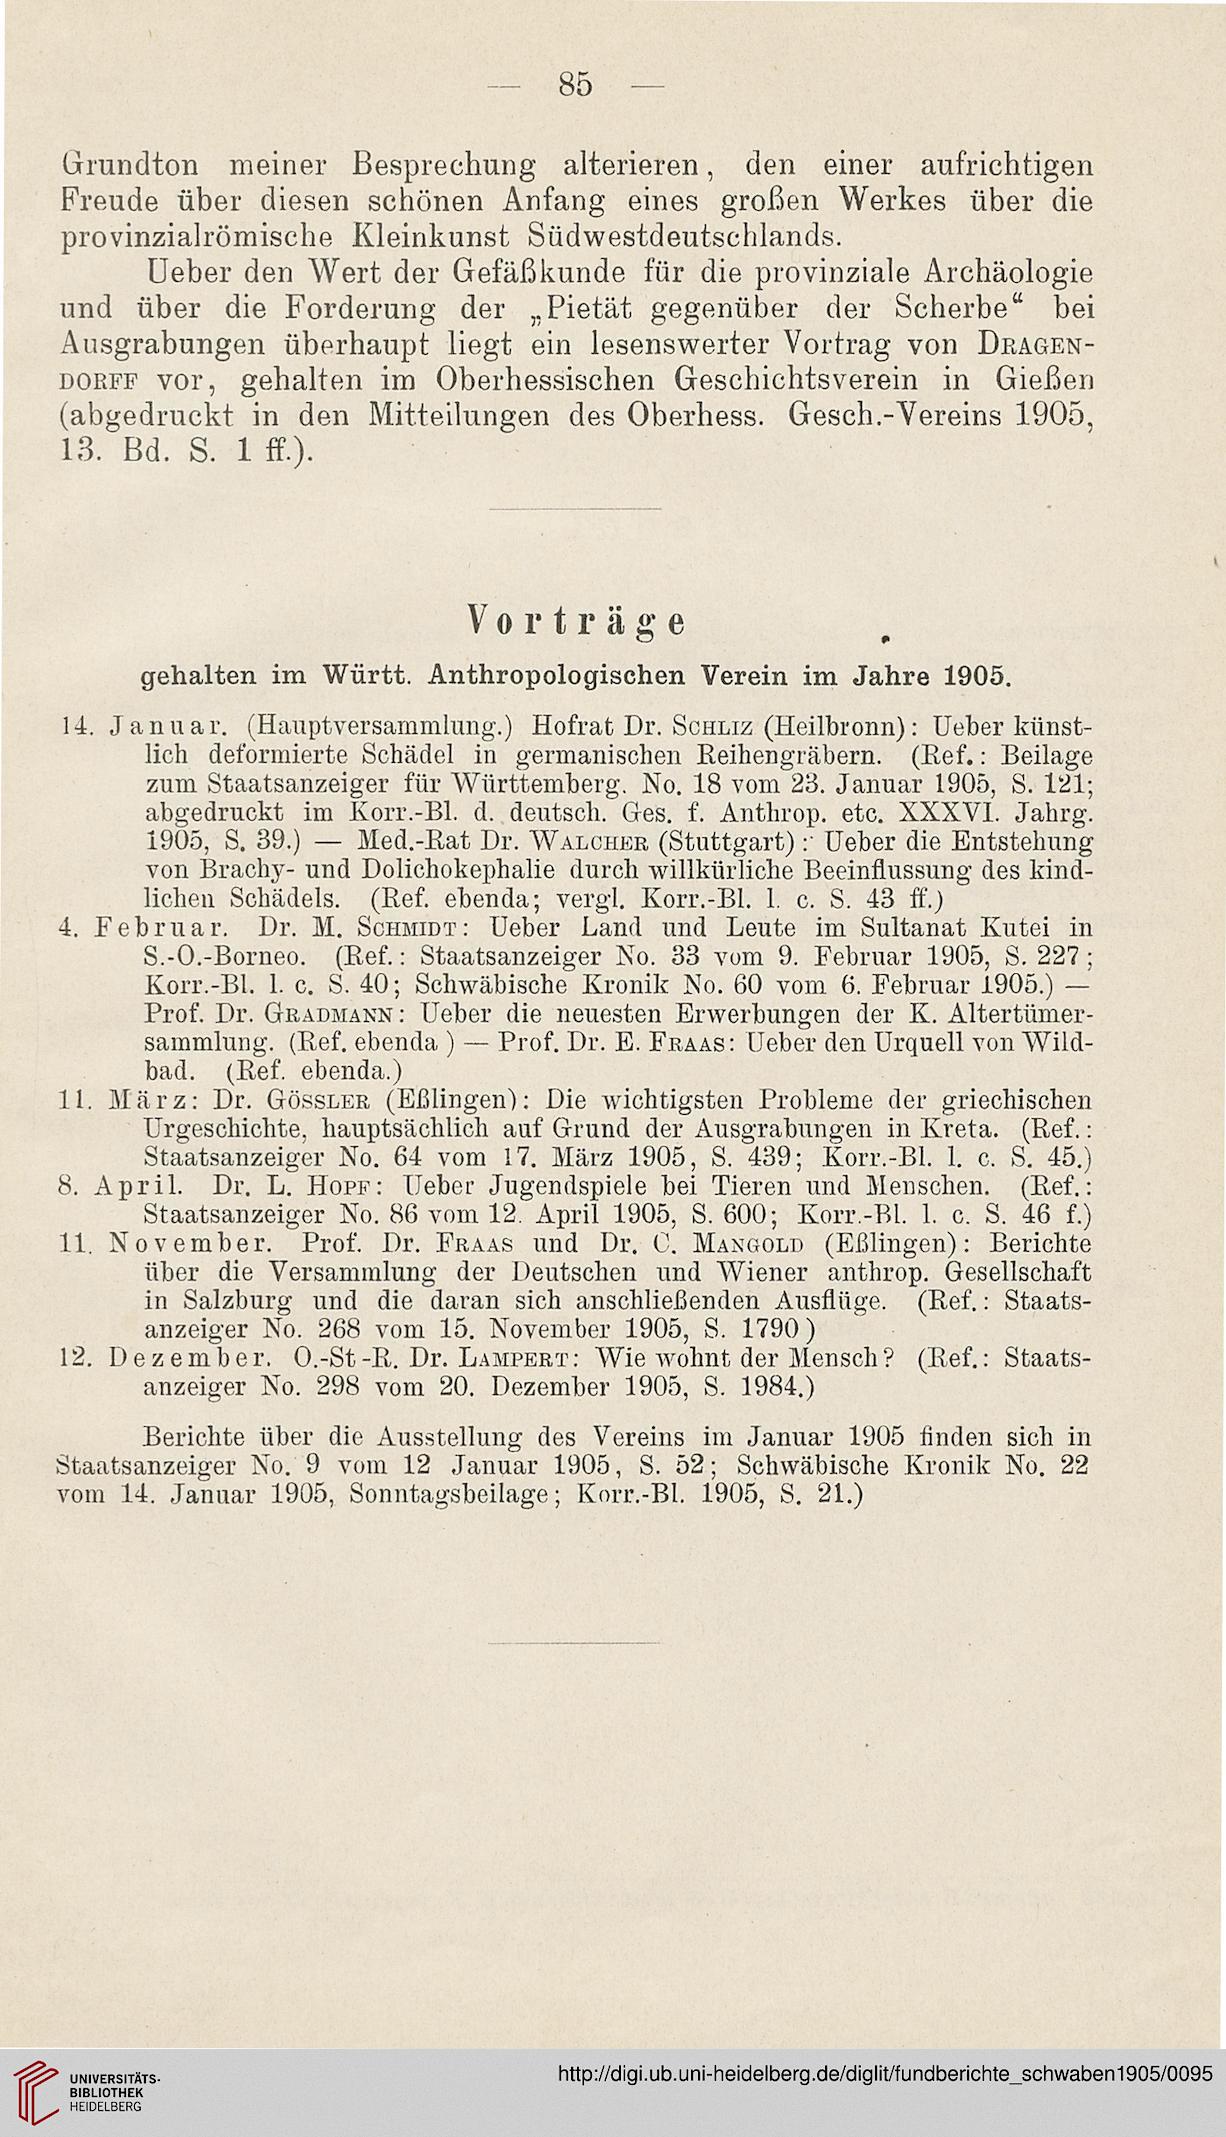 — 85 —
Grundton meiner Besprechung alterieren, den einer aufrichtigen
Freude über diesen schönen Anfang eines großen Werkes über die
provinzialrömische Kleinkunst Südwestdeutschlands.
Ueber den Wert der Gefäßkunde für die provinziale Archäologie
und über die Forderung der „Pietät gegenüber der Scherbe“ bei
Ausgrabungen überhaupt liegt ein lesenswerter Vortrag von Dragen-
dorff vor, gehalten im Oberhessischen Geschichtsverein in Gießen
(abgedruckt in den Mitteilungen des Oberhess. Gesch.-Vereins 1905,
13. Bd. S. 1 ff.).
Vorträge
gehalten im Württ. Anthropologischen Verein im Jahre 1905.
14. Januar. (Hauptversammlung.) Hofrat Dr. Schliz (Heilbronn): Ueber künst-
lich deformierte Schädel in germanischen Reihengräbern. (Ref.: Beilage
zum Staatsanzeiger für Württemberg. No. 18 vom 23. Januar 1905, S. 121;
abgedruckt im Korr.-Bl. d. deutsch. Ges. f. Anthrop. etc. XXXVI. Jahrg.
1905, S. 39.) — Med.-Rat Dr. Walcher (Stuttgart): Ueber die Entstehung
von Brachy- und Dolichokephalie durch willkürliche Beeinflussung des kind-
lichen Schädels. (Ref. ebenda; vergl. Korr.-Bl. l. c. S. 43 ff.)
4. Februar. Dr. M. Schmidt: Ueber Land und Leute im Sultanat Kutei in
S.-O.-Borneo. (Ref.: Staatsanzeiger No. 33 vom 9. Februar 1905, S. 227;
Korr.-Bl. l. c. S. 40; Schwäbische Kronik No. 60 vom 6. Februar 1905.) —
Prof. Dr. Gradmann: Ueber die neuesten Erwerbungen der K. Altertümer-
sammlung. (Ref. ebenda ) — Prof. Dr. E. Fraas: Ueber den Urquell von Wild-
bad. (Ref. ebenda.)
11. März: Dr. Gössler (Eßlingen): Die wichtigsten Probleme der griechischen
Urgeschichte, hauptsächlich auf Grund der Ausgrabungen in Kreta. (Ref.:
Staatsanzeiger No. 64 vom 17. März 1905, S. 439; Korr.-Bl. l. c. S. 45.)
8. April. Dr. L. Hopf: Ueber Jugendspiele bei Tieren und Menschen. (Ref.:
Staatsanzeiger No. 86 vom 12. April 1905, S. 600; Korr.-Bl. l. c. S. 46 f.)
11. November. Prof. Dr. Fraas und Dr. C. Mangold (Eßlingen): Berichte
über die Versammlung der Deutschen und Wiener anthrop. Gesellschaft
in Salzburg und die daran sich anschließenden Ausflüge. (Ref.: Staats-
anzeiger No. 268 vom 15. November 1905, S. 1790)
12. Dezember. O.-St-R. Dr. Lampert: Wie wohnt der Mensch? (Ref.: Staats-
anzeiger No. 298 vom 20. Dezember 1905, S. 1984.)
Berichte über die Ausstellung des Vereins im Januar 1905 finden sich in
Staatsanzeiger No. 9 vom 12 Januar 1905, S. 52; Schwäbische Kronik No. 22
vom 14. Januar 1905, Sonntagsbeilage; Korr.-Bl. 1905, S. 21.)
UNIVERSITÄTS-
BIBLIOTHEK
HEIDELBERG
http://digi.ub.uni-heidelberg.de/diglit/fundberichte_schwaben1905/0095